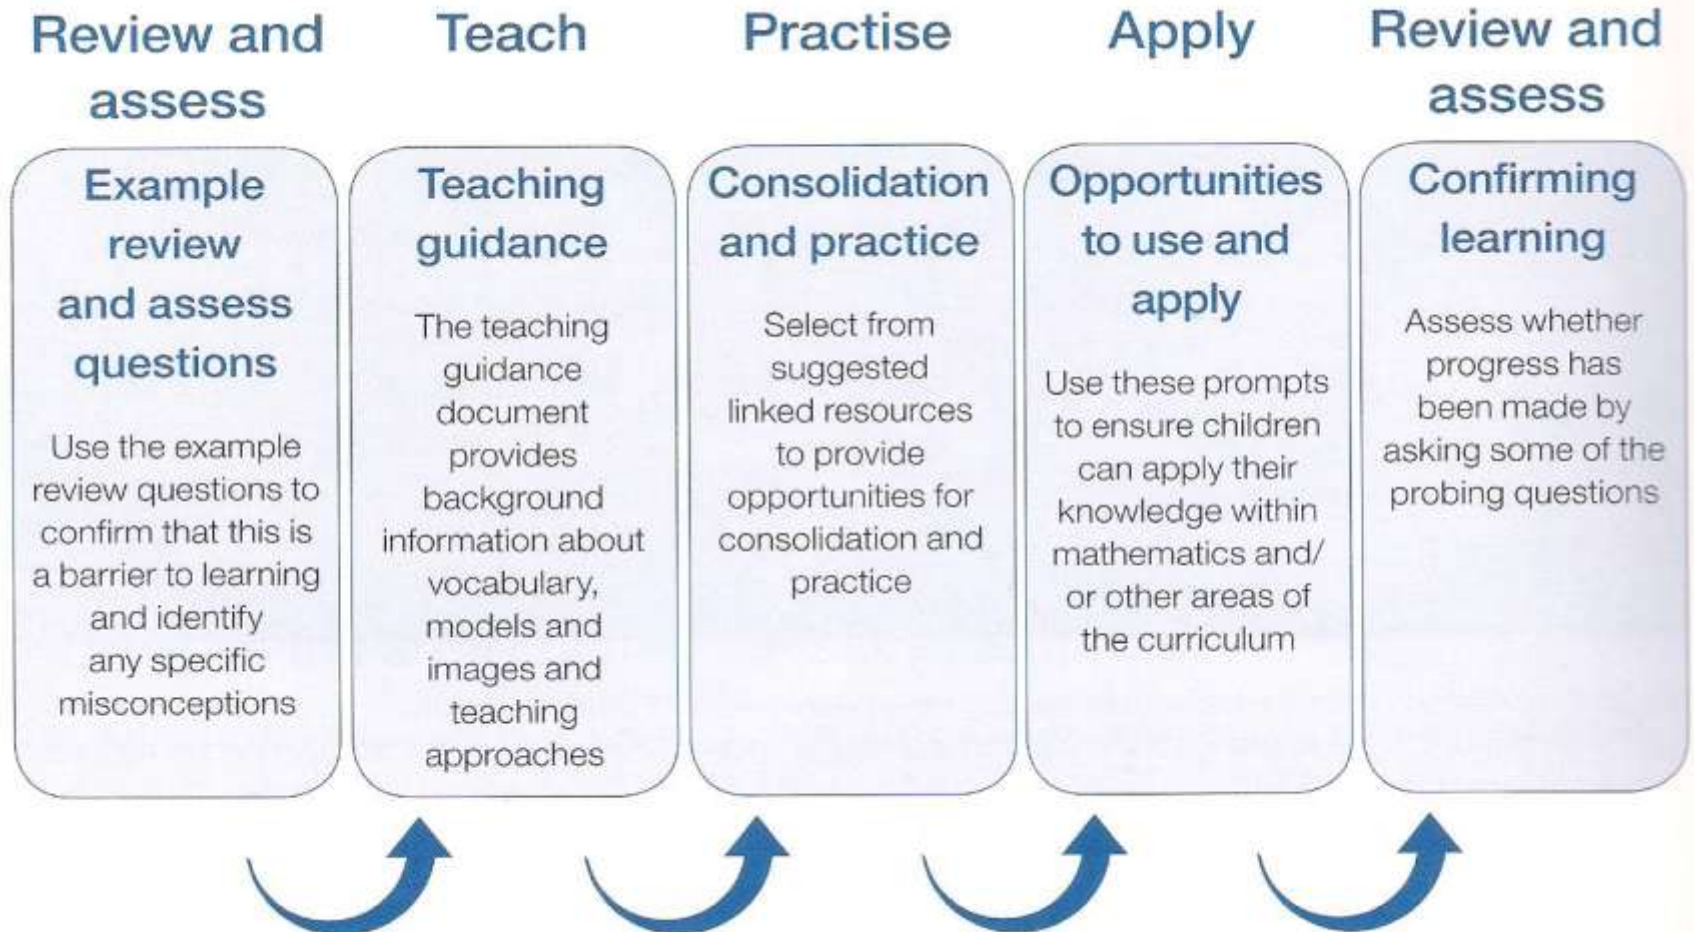 Review and
assess
Teach
Practise
Apply
Review and
assess
Example
review
and assess
questions
Use the example
review questions to
confirm that this is
a barrier to learning
and identify
any specific
misconceptions
Teaching
guidance
The teaching
guidance
document
provides
background
information about
vocabulary,
models and
images and
teaching
approaches
Consolidation
and practice
Select from
suggested
linked resources
to provide
opportunities for
consolidation and
practice
Opportunities
to use and
apply
Use these prompts
to ensure children
can apply their
knowledge within
mathematics and/
or other areas of
the curriculum
Confirming
learning
Assess whether
progress has
been made by
asking some of the
probing questions